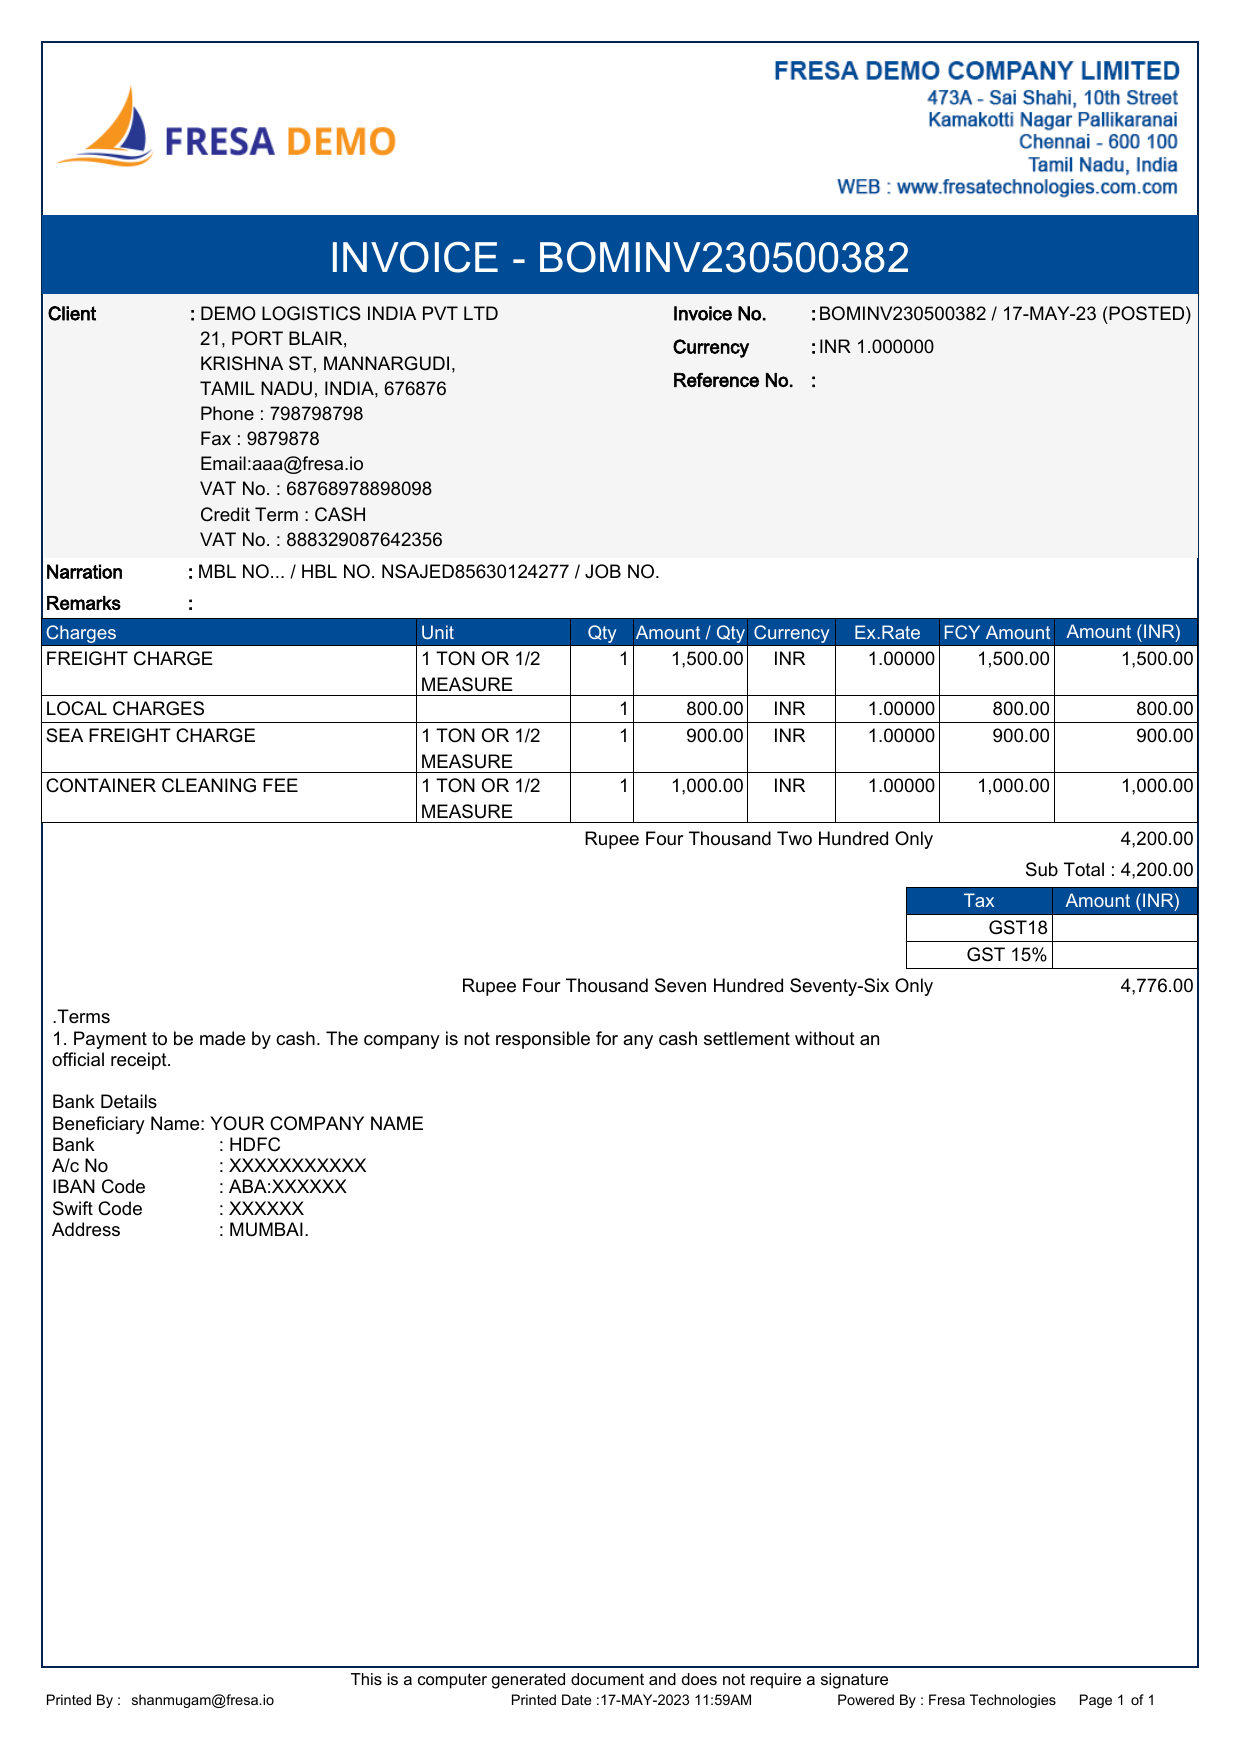 FRESA DEMO
FRESA DEMO COMPANY LIMITED
473A - Sai Shahi, 10th Street
Kamakotti Nagar Pallikaranai
Chennai - 600 100
Tamil Nadu, India
WEB : www.fresatechnologies.com.com
INVOICE - BOMINV230500382
Client : DEMO LOGISTICS INDIA PVT LTD
21, PORT BLAIR,
KRISHNA ST, MANNARGUDI,
TAMIL NADU, INDIA, 676876
Phone : 798798798
Fax : 9879878
Email:aaa@fresa.io
VAT No. : 68768978898098
Credit Term : CASH
VAT No. : 888329087642356
Invoice No. : BOMINV230500382 / 17-MAY-23 (POSTED)
Currency : INR 1.000000
Reference No. :
Narration : MBL NO... / HBL NO. NSAJED85630124277 / JOB NO.
Remarks :
Charges Unit Qty Amount / Qty Currency Ex.Rate FCY Amount Amount (INR)
FREIGHT CHARGE 1 TON OR 1/2 1 1,500.00 INR 1.00000 1,500.00 1,500.00
MEASURE
LOCAL CHARGES 1 800.00 INR 1.00000 800.00 800.00
SEA FREIGHT CHARGE 1 TON OR 1/2 1 900.00 INR 1.00000 900.00 900.00
MEASURE
CONTAINER CLEANING FEE 1 TON OR 1/2 1 1,000.00 INR 1.00000 1,000.00 1,000.00
MEASURE
Rupee Four Thousand Two Hundred Only 4,200.00
Sub Total : 4,200.00
Tax Amount (INR)
GST18
GST 15%
Rupee Four Thousand Seven Hundred Seventy-Six Only 4,776.00
.Terms
1. Payment to be made by cash. The company is not responsible for any cash settlement without an
official receipt.
Bank Details
Beneficiary Name: YOUR COMPANY NAME
Bank : HDFC
A/c No : XXXXXXXXXXX
IBAN Code : ABA:XXXXXX
Swift Code : XXXXXX
Address : MUMBAI.
This is a computer generated document and does not require a signature
Printed By : shanmugam@fresa.io Printed Date :17-MAY-2023 11:59AM Powered By : Fresa Technologies Page 1 of 1